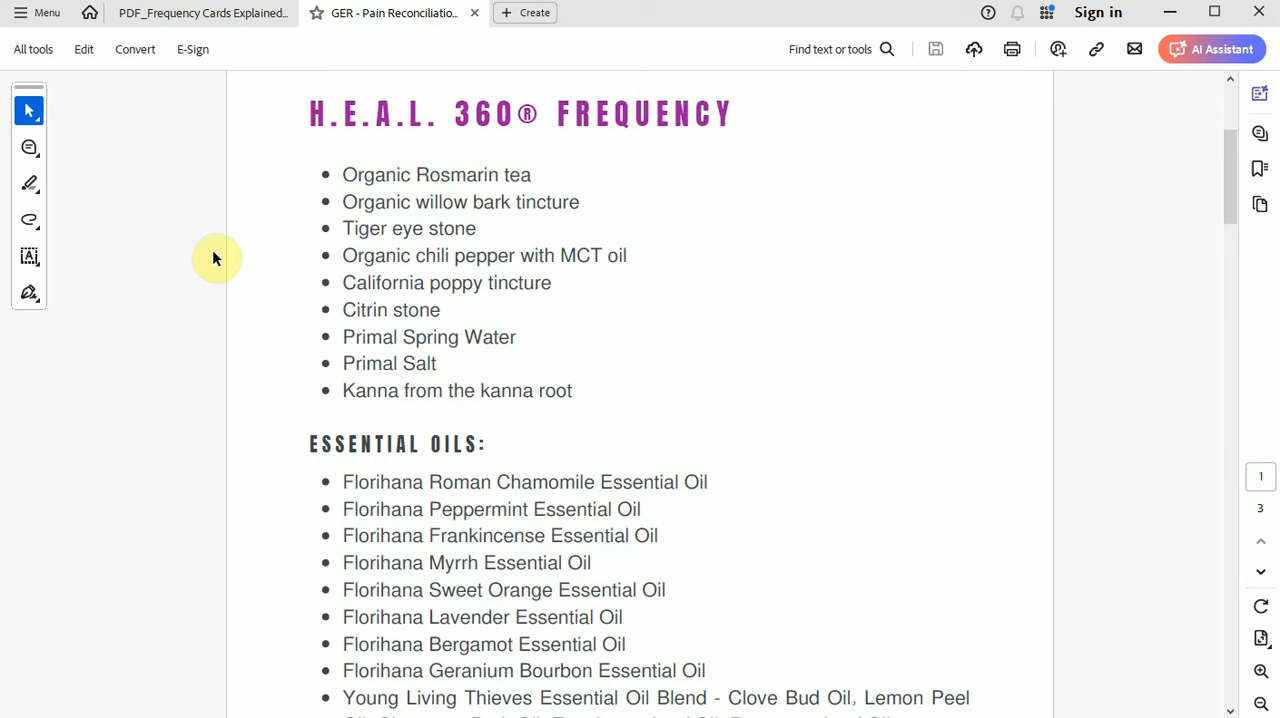 Menu
PDF_Frequency Cards Explained...
GER - Pain Reconciliatio...
Create
Sign in
All tools
Edit
Convert
E-Sign
Find text or tools
AI Assistant
H.E.A.L. 360® FREQUENCY
• Organic Rosmarin tea
• Organic willow bark tincture
• Tiger eye stone
• Organic chili pepper with MCT oil
• California poppy tincture
• Citrin stone
• Primal Spring Water
• Primal Salt
• Kanna from the kanna root
ESSENTIAL OILS:
• Florihana Roman Chamomile Essential Oil
• Florihana Peppermint Essential Oil
• Florihana Frankincense Essential Oil
• Florihana Myrrh Essential Oil
• Florihana Sweet Orange Essential Oil
• Florihana Lavender Essential Oil
• Florihana Bergamot Essential Oil
• Florihana Geranium Bourbon Essential Oil
• Young Living Thieves Essential Oil Blend - Clove Bud Oil, Lemon Peel
1
3